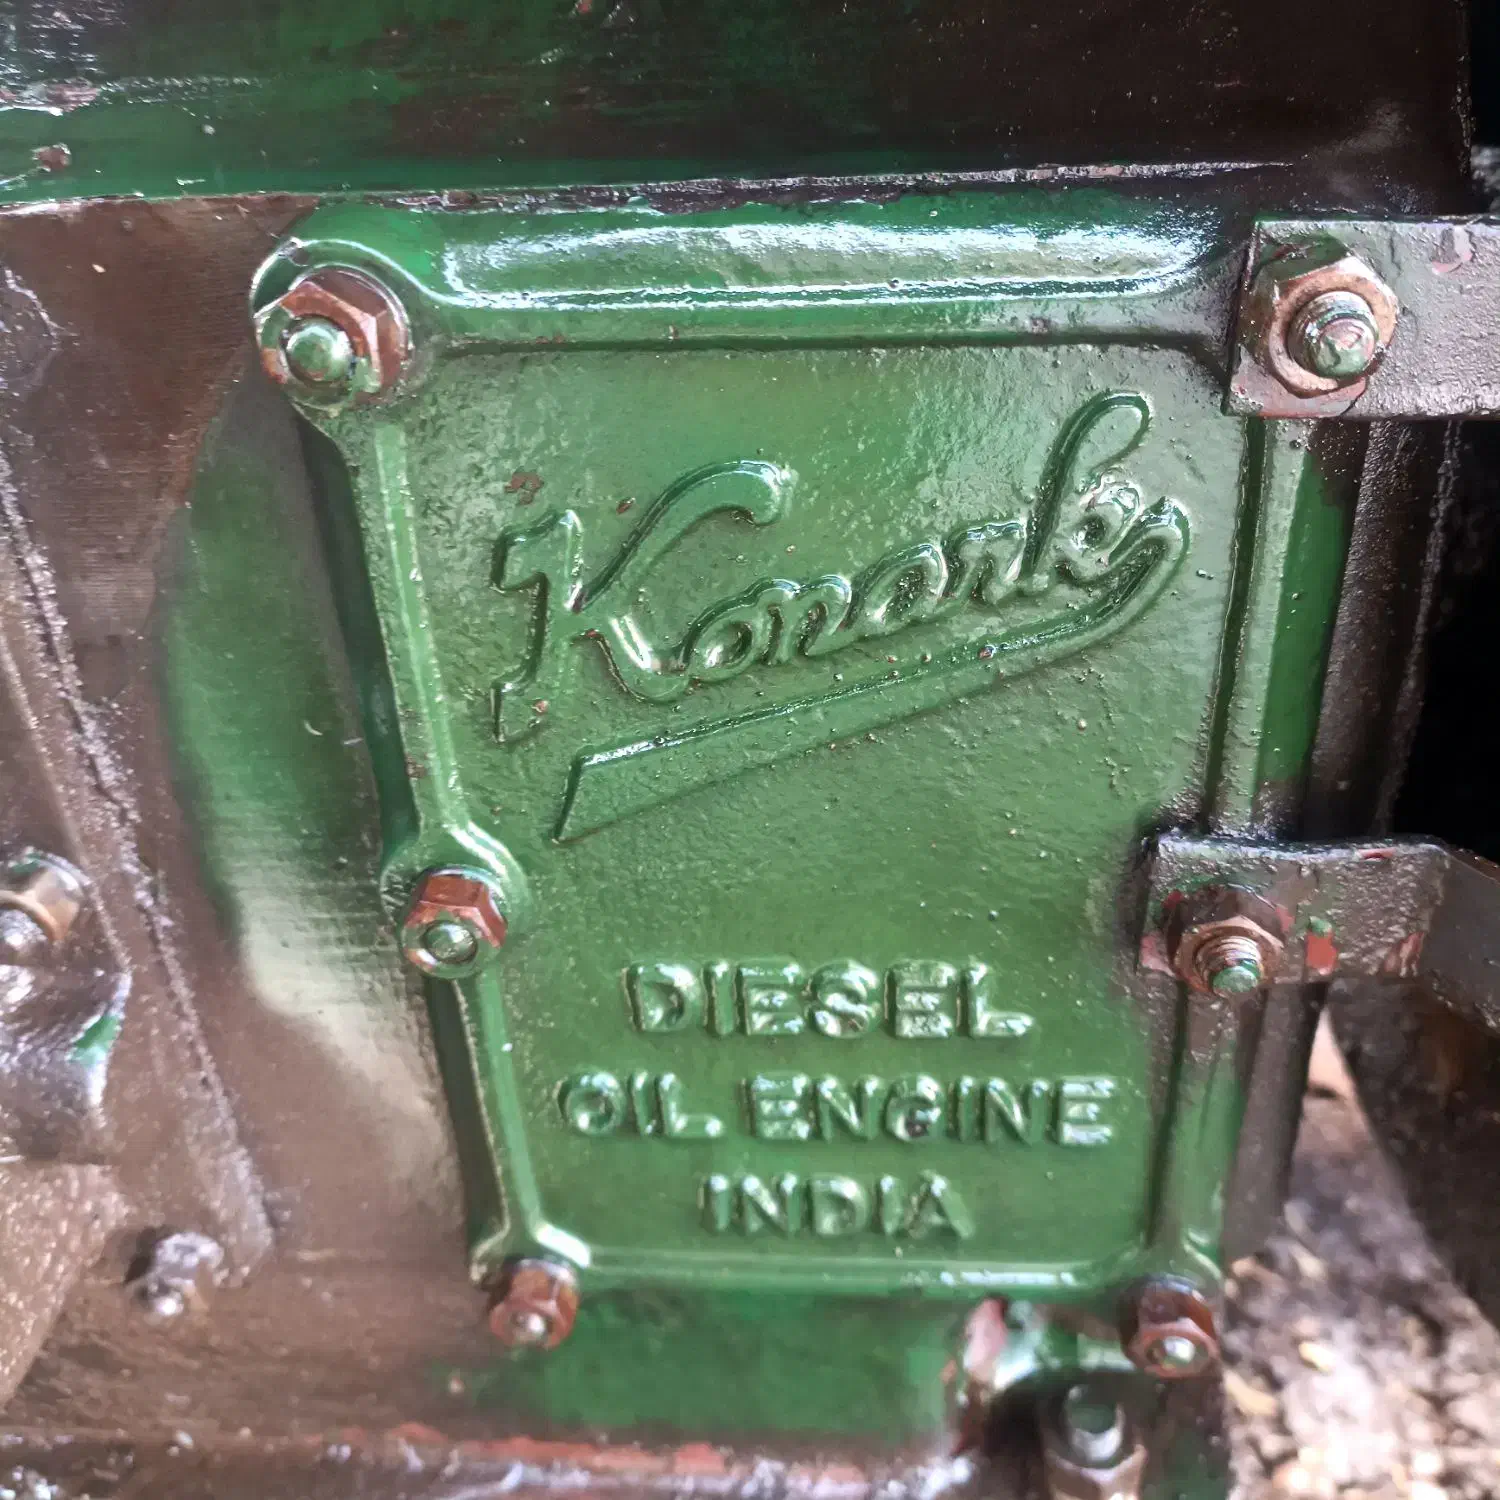 Konark
DIESEL
OIL ENGINE
INDIA